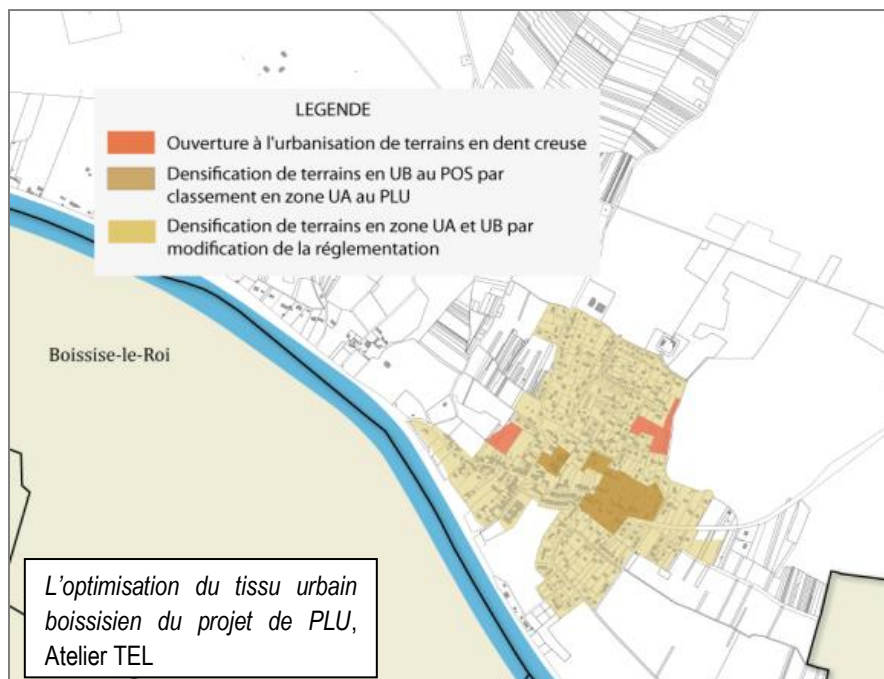 LEGENDE
Ouverture à l'urbanisation de terrains en dent creuse
Densification de terrains en UB au POS par
classement en zone UA au PLU
Densification de terrains en zone UA et UB par
modification de la réglementation
Boissise-le-Roi
L'optimisation du tissu urbain
boissisien du projet de PLU,
Atelier TEL